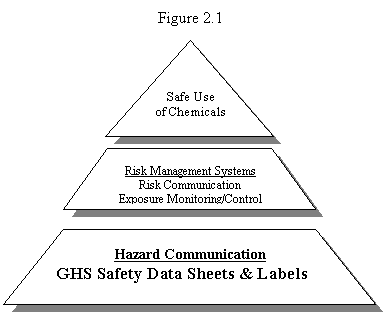 Figure 2.1
Safe Use
of Chemicals
Risk Management Systems
Risk Communication
Exposure Monitoring/Control
Hazard Communication
GHS Safety Data Sheets & Labels